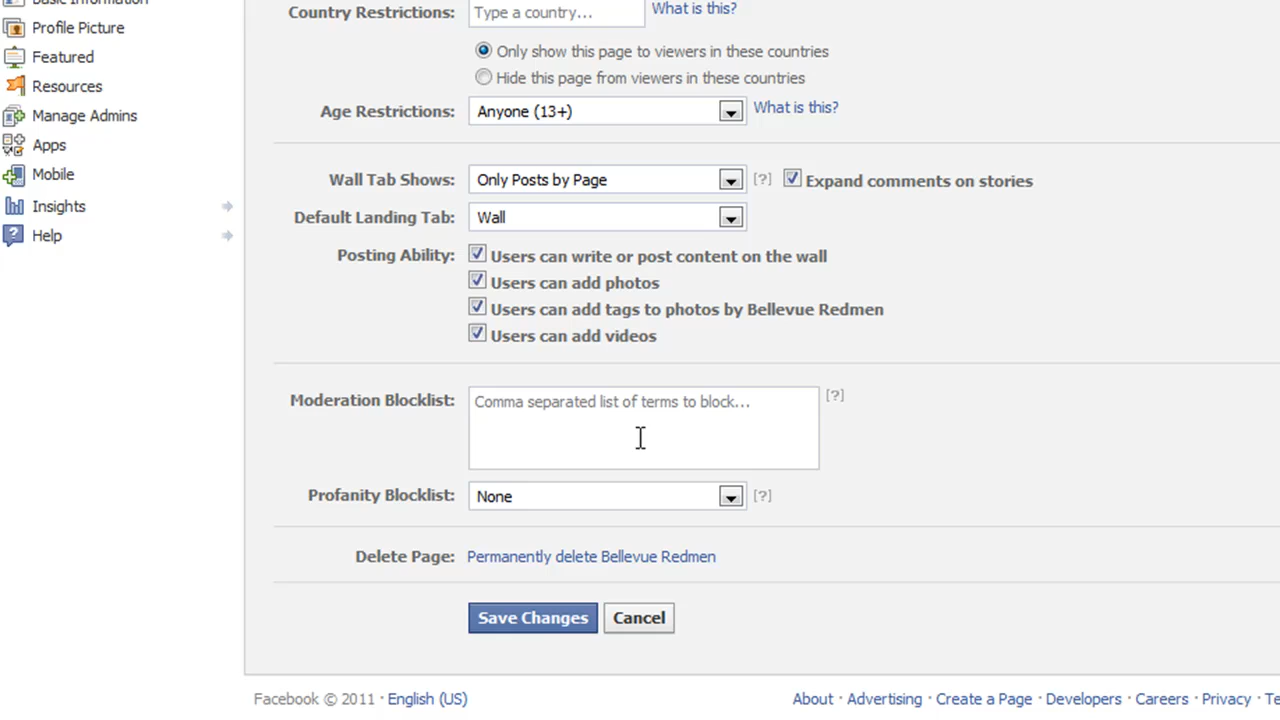 Profile Picture
Featured
Resources
Manage Admins
Apps
Mobile
Insights
Help
Country Restrictions: Type a country... What is this?
Only show this page to viewers in these countries
Hide this page from viewers in these countries
Age Restrictions: Anyone (13+) What is this?
Wall Tab Shows: Only Posts by Page [?] Expand comments on stories
Default Landing Tab: Wall
Posting Ability: Users can write or post content on the wall
Users can add photos
Users can add tags to photos by Bellevue Redmen
Users can add videos
Moderation Blocklist: Comma separated list of terms to block... [?]
Profanity Blocklist: None [?]
Delete Page: Permanently delete Bellevue Redmen
Save Changes Cancel
Facebook © 2011 · English (US)
About · Advertising · Create a Page · Developers · Careers · Privacy · Te